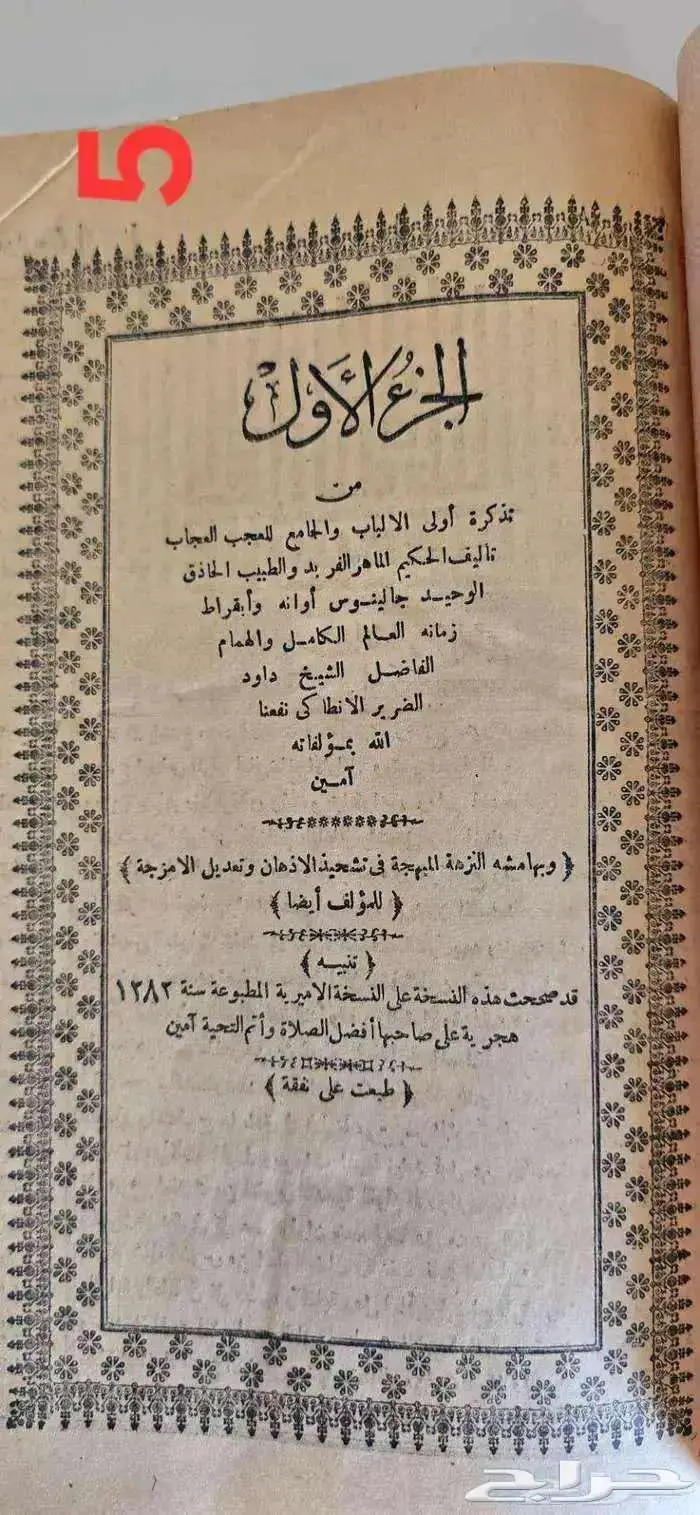 5
الجزءُ الأَوّلْ
من
تذكرة أولى الالباب والجامع للعجب العجاب
تأليف الحكيم الماهر الفريد والطبيب الحاذق
الوحيد جالينوس أوانه وأبقراط
زمانه العالم الكامل والهمام
الفاضل الشيخ داود
الضرير الانطاكى نفعنا
الله بمؤلفاته
آمين
﴿ وبهامشه النزهة المبهجة فى تشحيذ الاذهان وتعديل الامزجة ﴾
﴿ للمؤلف أيضا ﴾
﴿ تنبيه ﴾
قد صححت هذه النسخة على النسخة الاميرية المطبوعة سنة ١٢٨٢
هجرية على صاحبها أفضل الصلاة وأتم التحية آمين
﴿ طبعت على نفقة ﴾
حراج